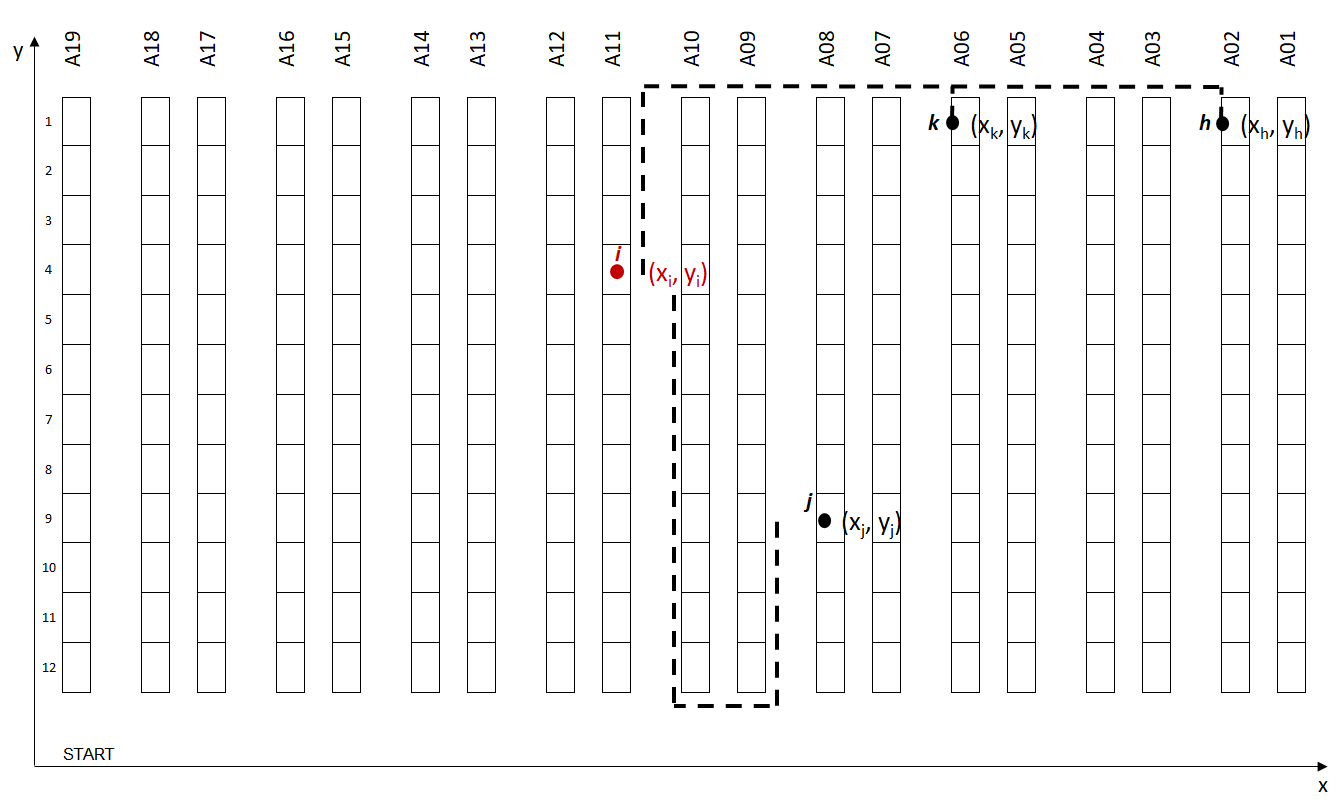 y
A19 A18 A17 A16 A15 A14 A13 A12 A11 A10 A09 A08 A07 A06 A05 A04 A03 A02 A01
1 k (xk, yk) h (xh, yh)
2
3
i
4 (xi, yi)
5
6
7
8
j
9 (xj, yj)
10
11
12
START
x